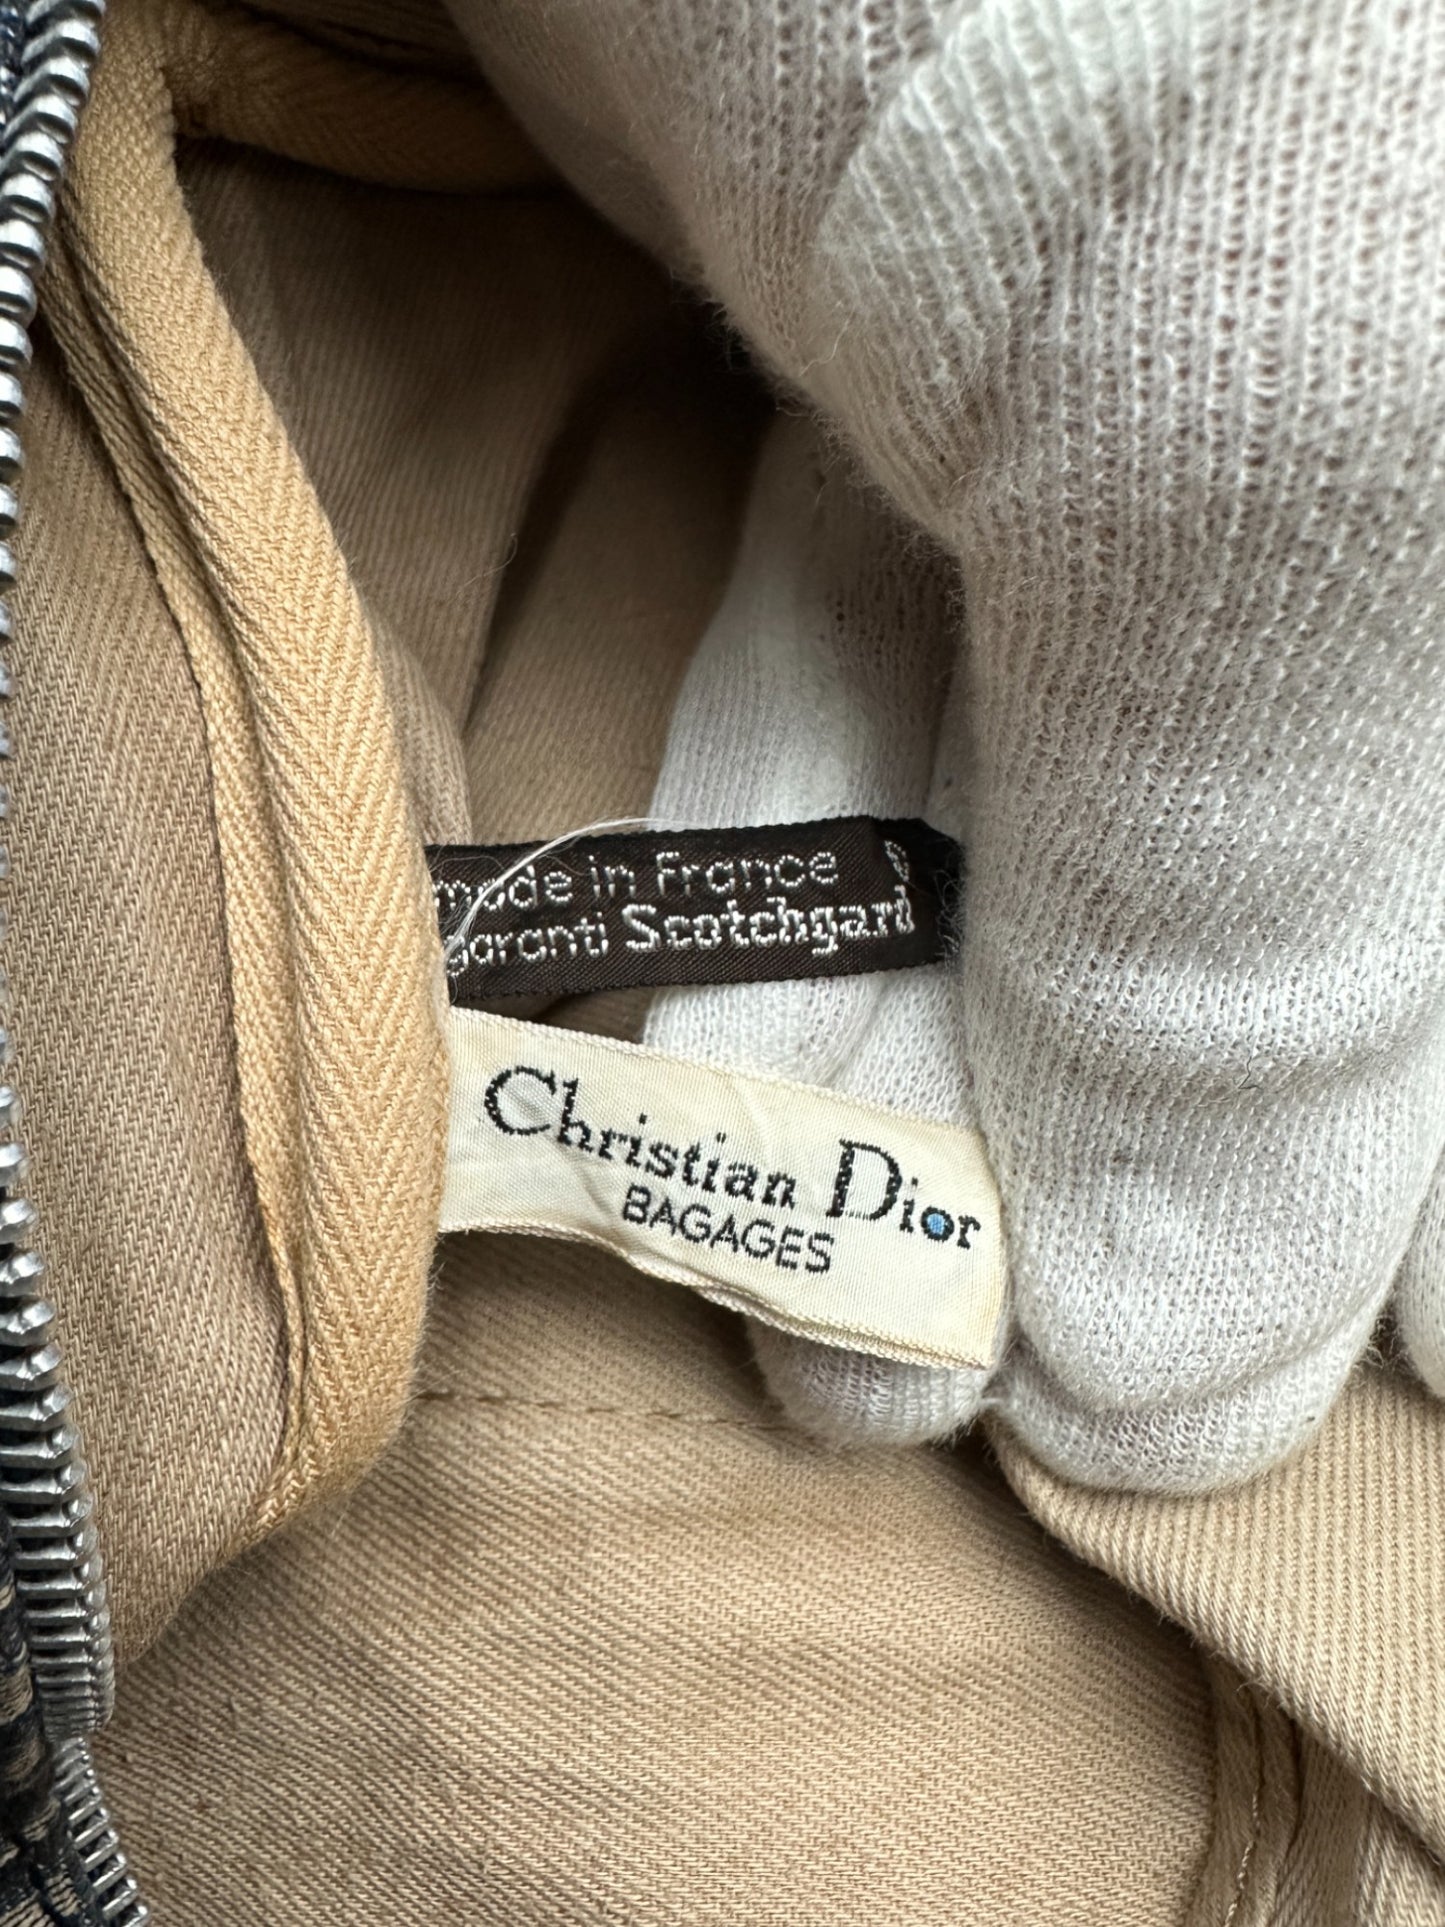 made in France ®
garanti Scotchgard
Christian Dior
BAGAGES